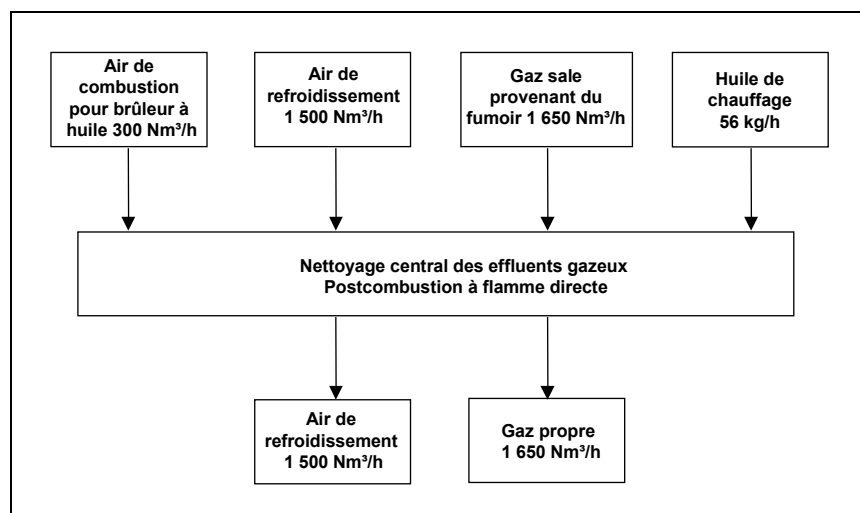 Air de
combustion
pour brûleur à
huile 300 Nm³/h
Air de
refroidissement
1 500 Nm³/h
Gaz sale
provenant du
fumoir 1 650 Nm³/h
Huile de
chauffage
56 kg/h
Nettoyage central des effluents gazeux
Postcombustion à flamme directe
Air de
refroidissement
1 500 Nm³/h
Gaz propre
1 650 Nm³/h